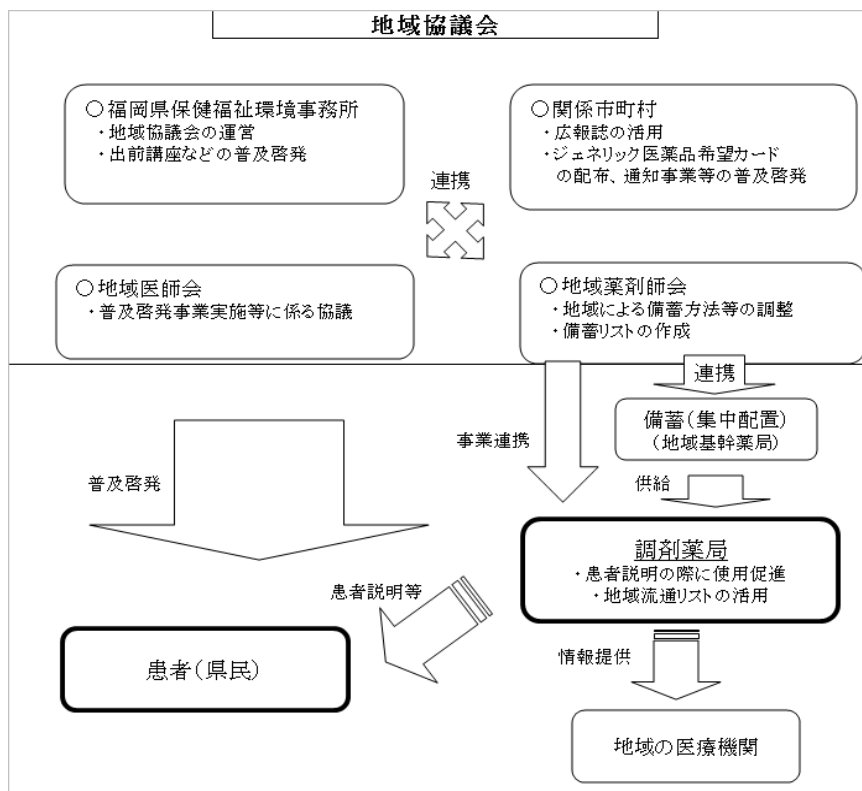 地域協議会
○福岡県保健福祉環境事務所
・地域協議会の運営
・出前講座などの普及啓発
○関係市町村
・広報誌の活用
・ジェネリック医薬品希望カード
の配布、通知事業等の普及啓発
連携
○地域医師会
・普及啓発事業実施等に係る協議
○地域薬剤師会
・地域による備蓄方法等の調整
・備蓄リストの作成
連携
備蓄(集中配置)
(地域基幹薬局)
事業連携
普及啓発
供給
調剤薬局
・患者説明の際に使用促進
・地域流通リストの活用
患者説明等
患者(県民)
情報提供
地域の医療機関